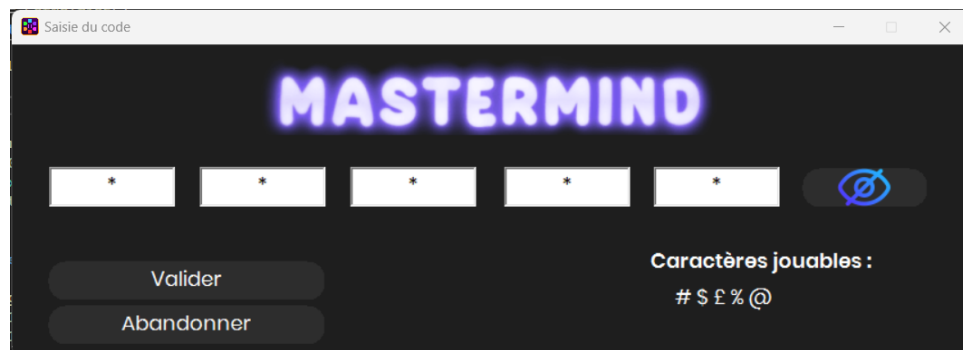 Saisie du code
MASTERMIND
* * * * *
Caractères jouables :
# $ £ % @
Valider
Abandonner